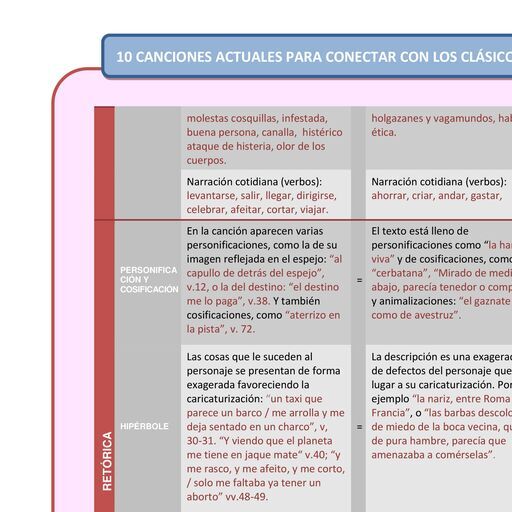 10 CANCIONES ACTUALES PARA CONECTAR CON LOS CLÁSICO
molestas cosquillas, infestada,
buena persona, canalla, histérico
ataque de histeria, olor de los
cuerpos.
holgazanes y vagamundos, hab
ética.
Narración cotidiana (verbos):
levantarse, salir, llegar, dirigirse,
celebrar, afeitar, cortar, viajar.
Narración cotidiana (verbos):
ahorrar, criar, andar, gastar,
RETÓRICA
PERSONIFICA
CIÓN Y
COSIFICACIÓN
En la canción aparecen varias
personificaciones, como la de su
imagen reflejada en el espejo: “al
capullo de detrás del espejo”,
v.12, o la del destino: “el destino
me lo paga”, v.38. Y también
cosificaciones, como “aterrizo en
la pista”, v. 72.
=
El texto está lleno de
personificaciones como “la ha
viva” y de cosificaciones, como
“cerbatana”, “Mirado de medi
abajo, parecía tenedor o comp
y animalizaciones: “el gaznate
como de avestruz”.
HIPÉRBOLE
Las cosas que le suceden al
personaje se presentan de forma
exagerada favoreciendo la
caricaturización: “un taxi que
parece un barco / me arrolla y me
deja sentado en un charco”, v,
30-31. “Y viendo que el planeta
me tiene en jaque mate” v.40; “y
me rasco, y me afeito, y me corto,
/ solo me faltaba ya tener un
aborto” vv.48-49.
=
La descripción es una exagerad
de defectos del personaje que
lugar a su caricaturización. Por
ejemplo “la nariz, entre Roma
Francia”, o “las barbas descolo
de miedo de la boca vecina, qu
de pura hambre, parecía que
amenazaba a comérselas”.